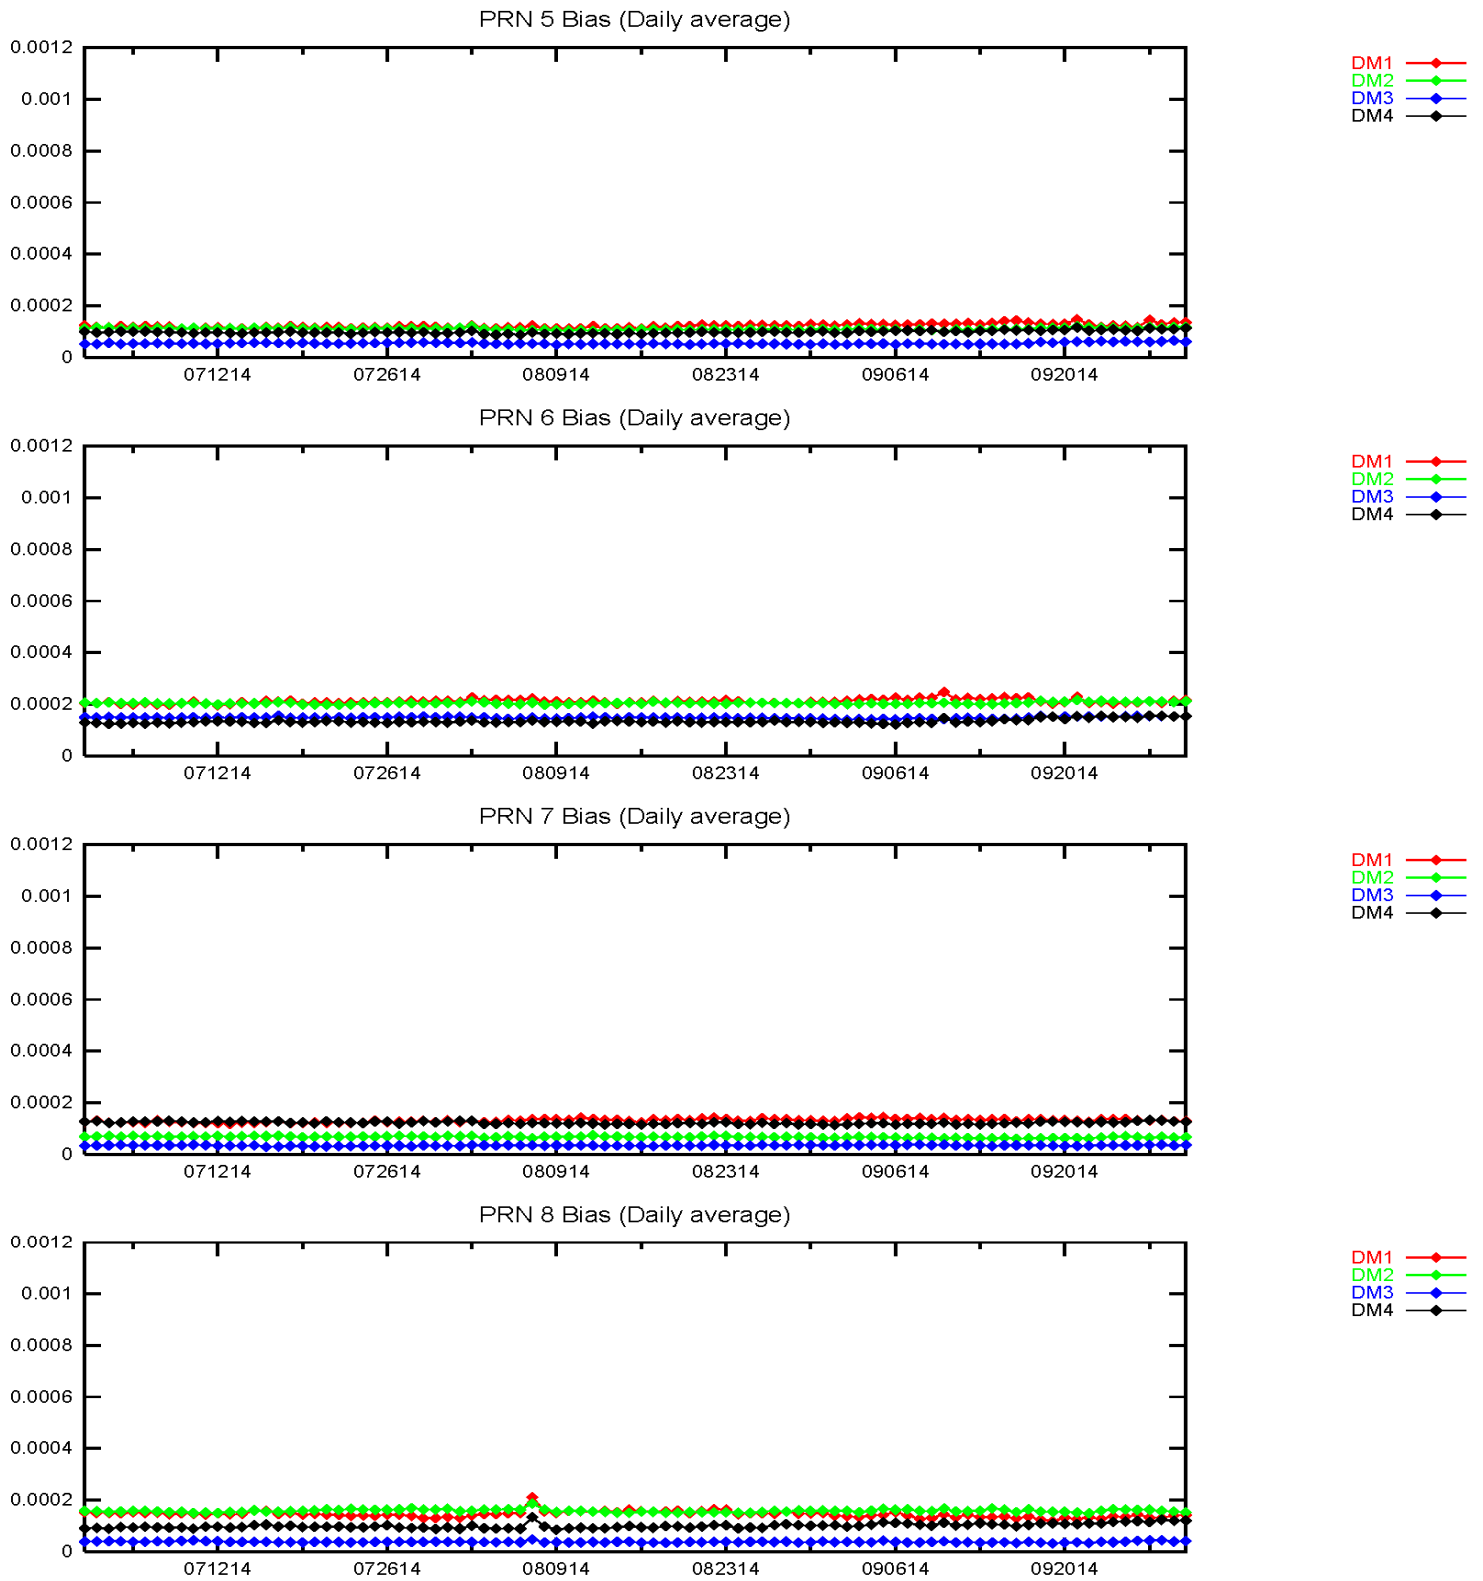 PRN 5 Bias (Daily average)
0.0012
0.001
0.0008
0.0006
0.0004
0.0002
0
071214 072614 080914 082314 090614 092014
DM1
DM2
DM3
DM4
PRN 6 Bias (Daily average)
0.0012
0.001
0.0008
0.0006
0.0004
0.0002
0
071214 072614 080914 082314 090614 092014
DM1
DM2
DM3
DM4
PRN 7 Bias (Daily average)
0.0012
0.001
0.0008
0.0006
0.0004
0.0002
0
071214 072614 080914 082314 090614 092014
DM1
DM2
DM3
DM4
PRN 8 Bias (Daily average)
0.0012
0.001
0.0008
0.0006
0.0004
0.0002
0
071214 072614 080914 082314 090614 092014
DM1
DM2
DM3
DM4